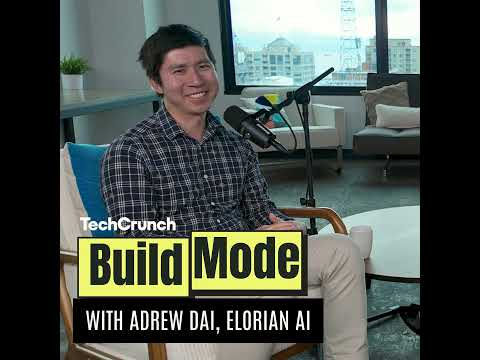 TechCrunch
Build Mode
WITH ADREW DAI, ELORIAN AI